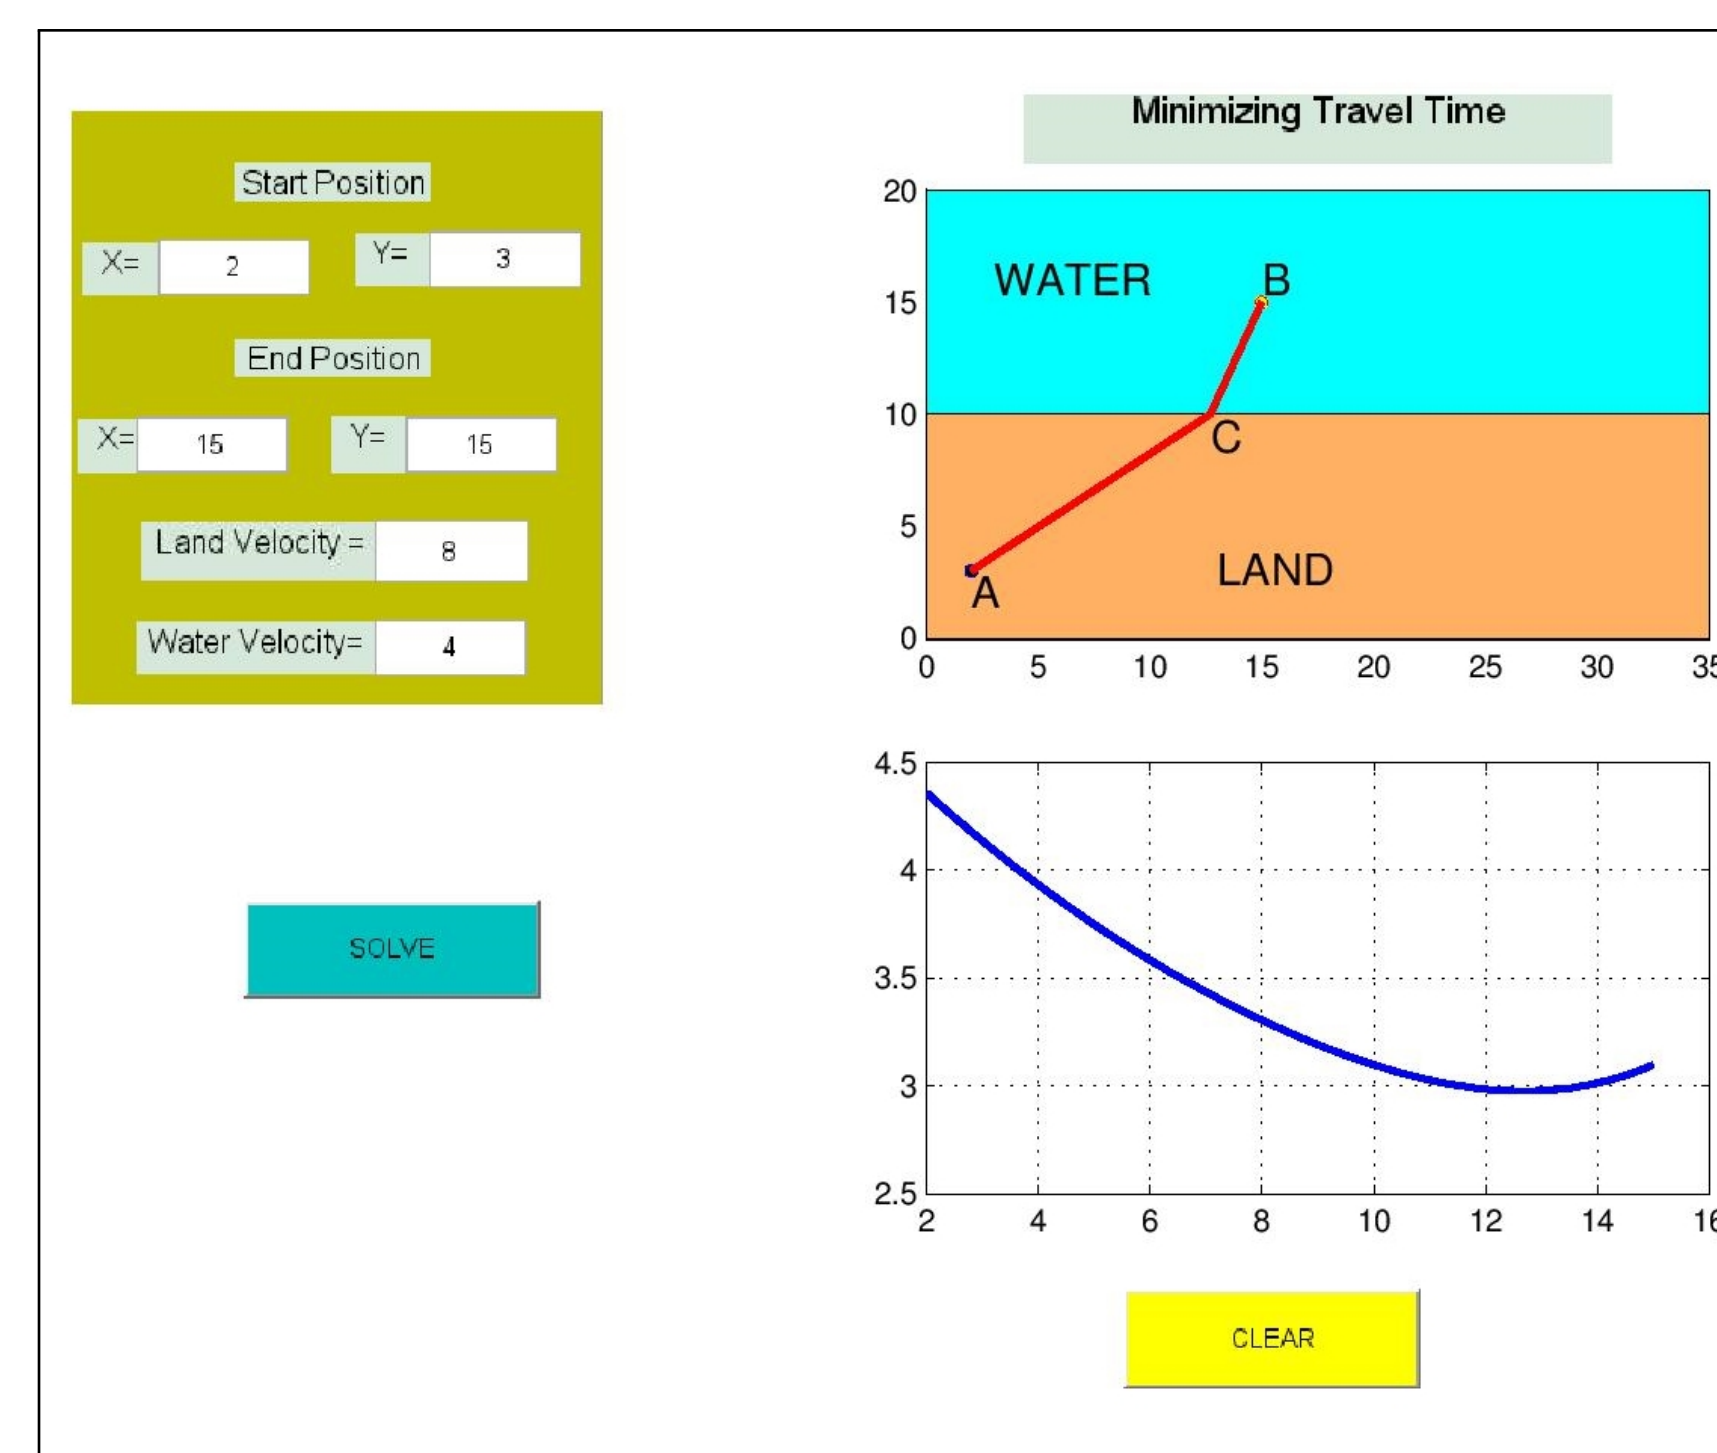 Start Position
X= 2 Y= 3
End Position
X= 15 Y= 15
Land Velocity = 8
Water Velocity= 4
SOLVE
Minimizing Travel Time
20
WATER B
15
10
C
5
LAND
A
0
0 5 10 15 20 25 30 35
4.5
4
3.5
3
2.5
2 4 6 8 10 12 14 16
CLEAR